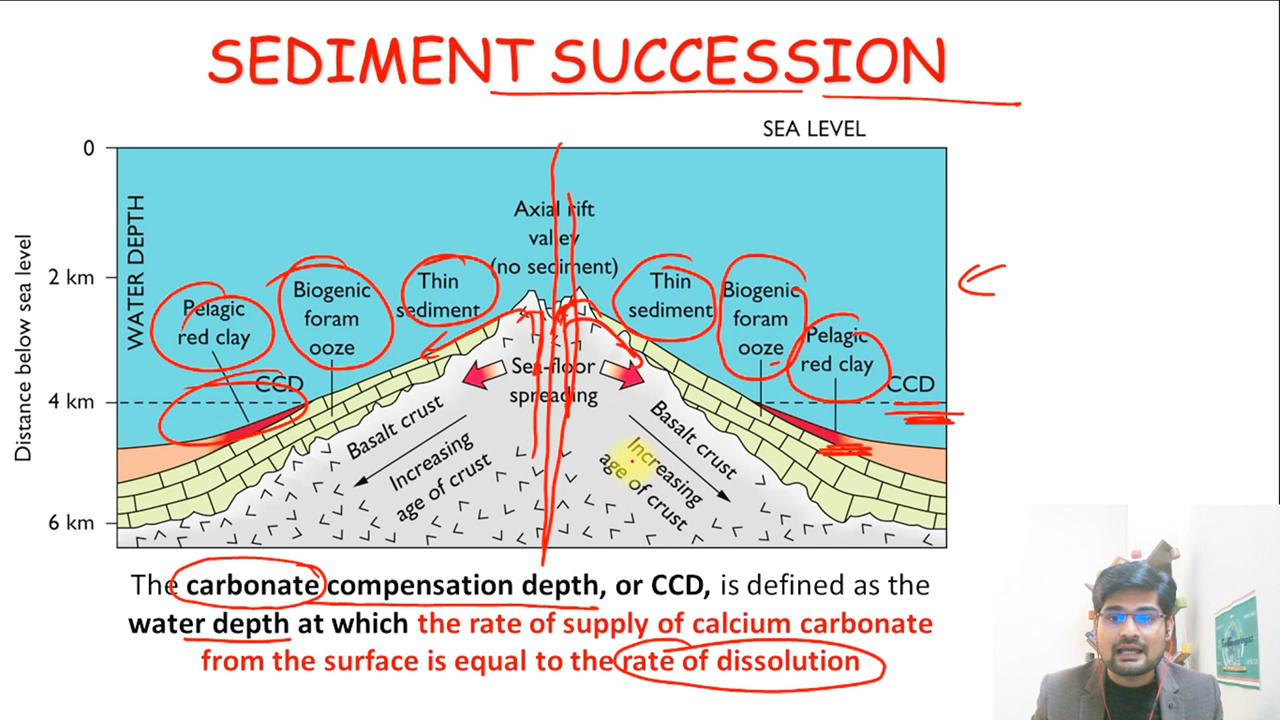 SEDIMENT SUCCESSION
SEA LEVEL
0
2 km
4 km
6 km
Distance below sea level
WATER DEPTH
Axial rift
valley
(no sediment)
Pelagic
red clay
Biogenic
foram
ooze
Thin
sediment
Thin
sediment
Biogenic
foram
ooze
Pelagic
red clay
CCD
CCD
Sea-floor
spreading
Basalt crust
Increasing
age of crust
Basalt crust
Increasing
age of crust
The carbonate compensation depth, or CCD, is defined as the
water depth at which the rate of supply of calcium carbonate
from the surface is equal to the rate of dissolution